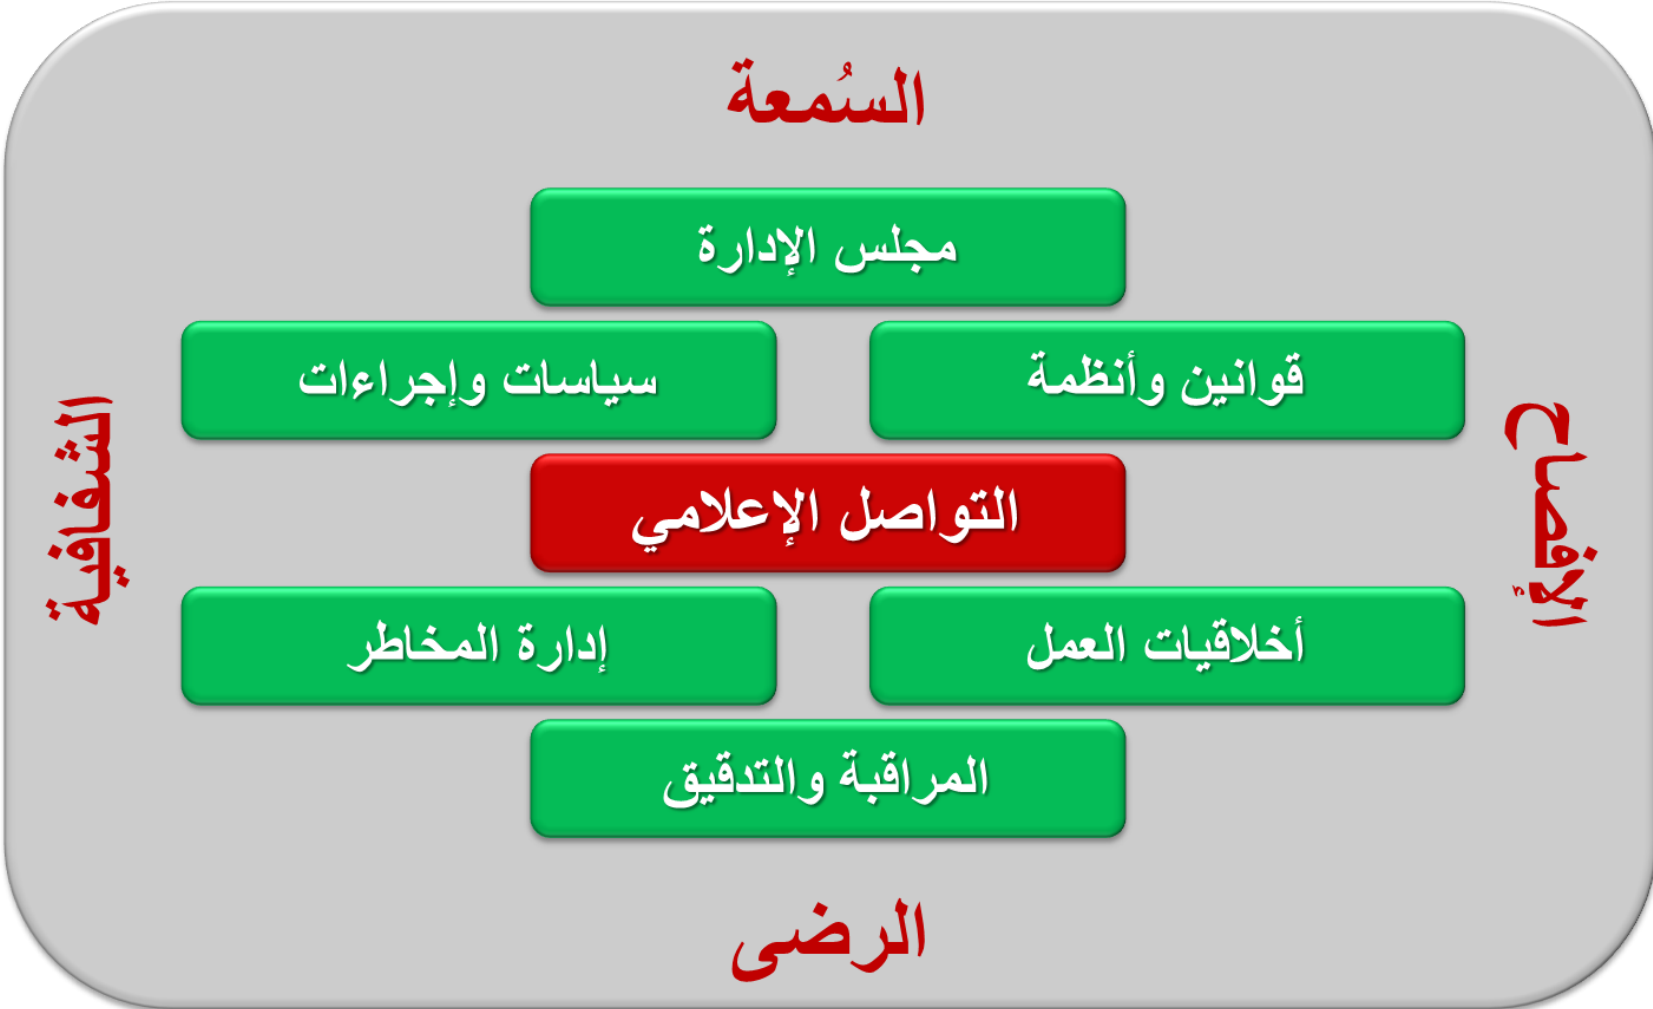 السُمعة
مجلس الإدارة
قوانين وأنظمة
سياسات وإجراءات
الإفصاح
التواصل الإعلامي
الشفافية
أخلاقيات العمل
إدارة المخاطر
المراقبة والتدقيق
الرضى